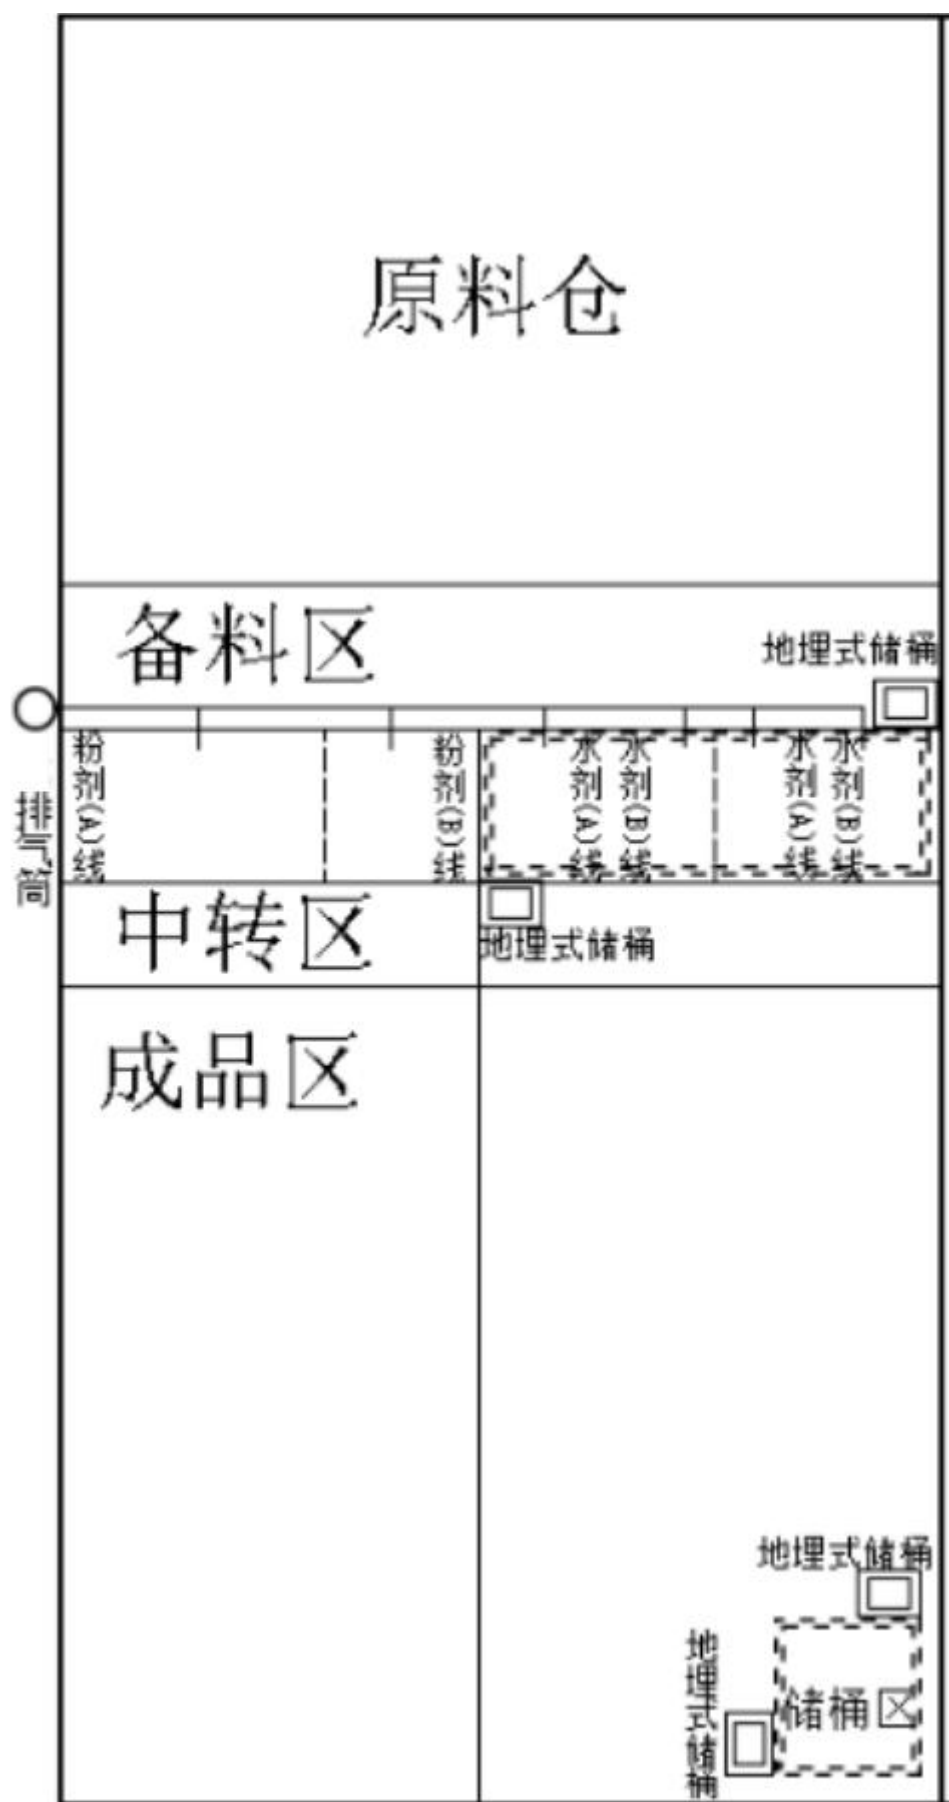 原料仓
备料区
地埋式储桶
排气筒
粉剂(A)线
粉剂(B)线
水剂(A)线
水剂(B)线
水剂(A)线
水剂(B)线
中转区
地埋式储桶
成品区
地埋式储桶
地埋式储桶
储桶区